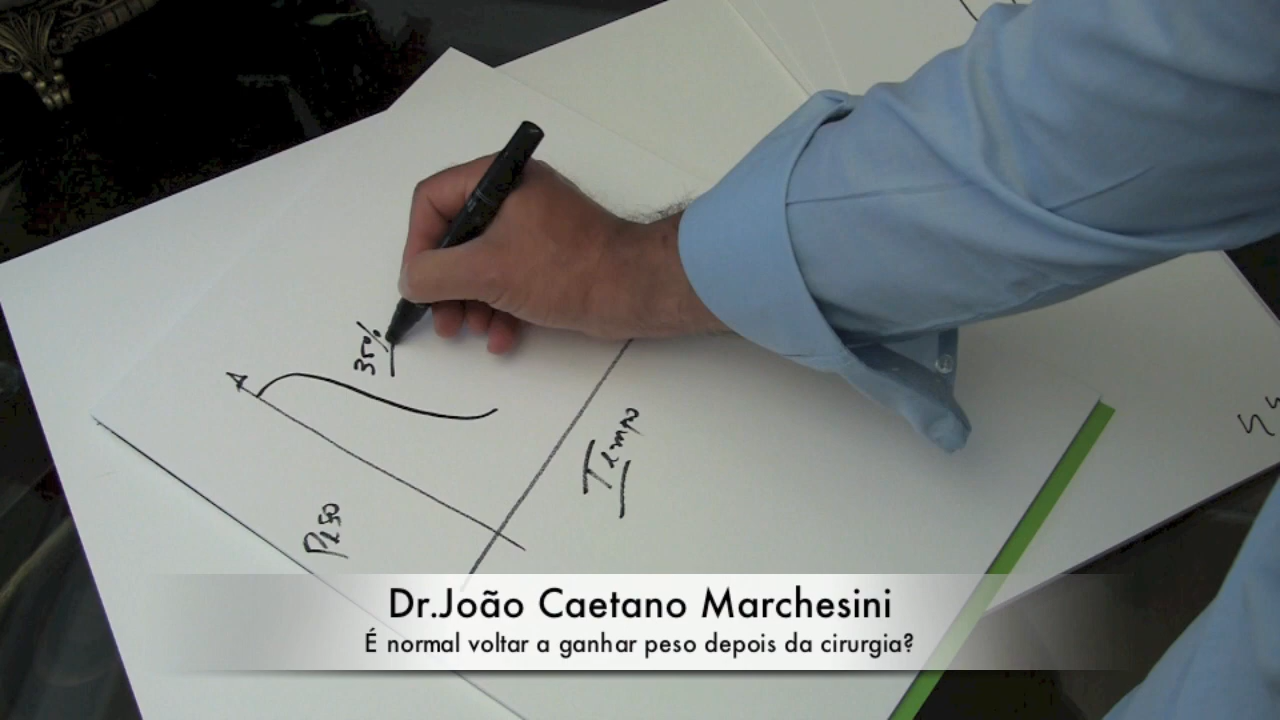 35%
Peso
Tempo
Dr.João Caetano Marchesini
É normal voltar a ganhar peso depois da cirurgia?